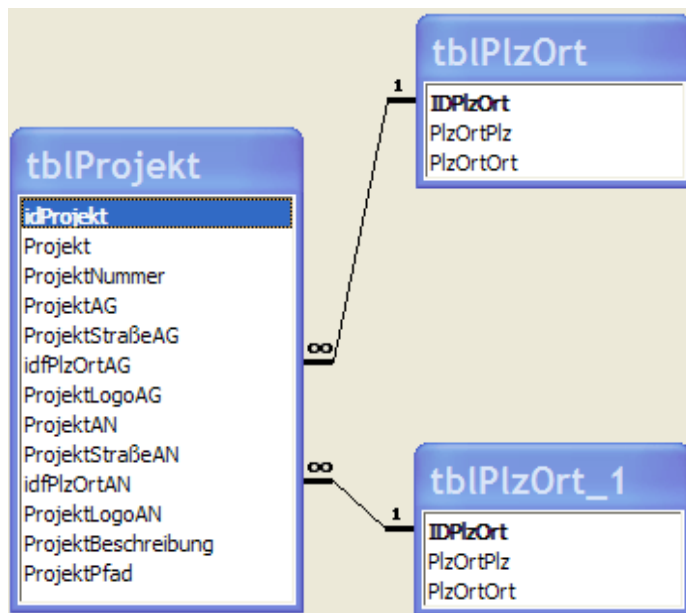 tblPlzOrt
1
IDPlzOrt
PlzOrtPlz
PlzOrtOrt
tblProjekt
idProjekt
Projekt
ProjektNummer
ProjektAG
ProjektStraßeAG
∞
idfPlzOrtAG
ProjektLogoAG
ProjektAN
ProjektStraßeAN
∞
idfPlzOrtAN
ProjektLogoAN
ProjektBeschreibung
ProjektPfad
tblPlzOrt_1
1
IDPlzOrt
PlzOrtPlz
PlzOrtOrt